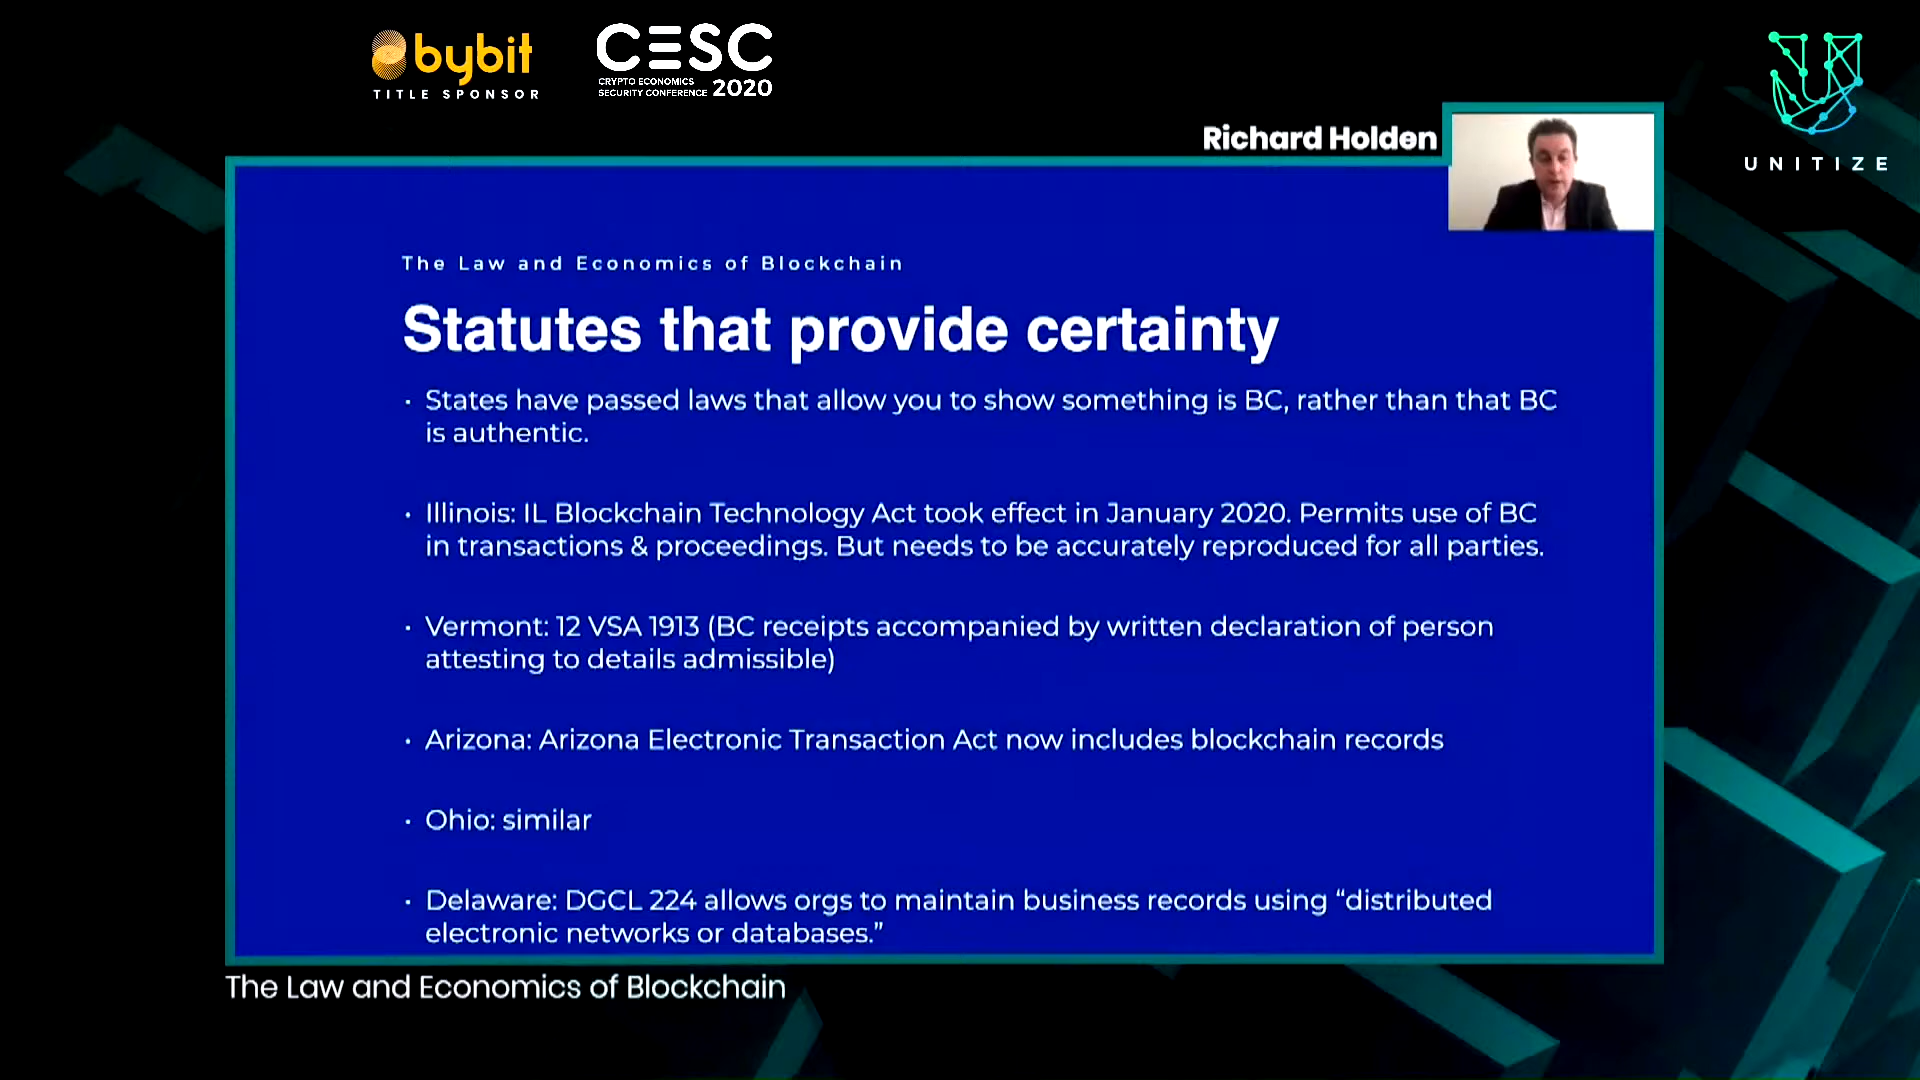 bybit
TITLE SPONSOR
CESC
CRYPTO ECONOMICS
SECURITY CONFERENCE 2020
UNITIZE
Richard Holden
The Law and Economics of Blockchain
Statutes that provide certainty
· States have passed laws that allow you to show something is BC, rather than that BC
is authentic.
· Illinois: IL Blockchain Technology Act took effect in January 2020. Permits use of BC
in transactions & proceedings. But needs to be accurately reproduced for all parties.
· Vermont: 12 VSA 1913 (BC receipts accompanied by written declaration of person
attesting to details admissible)
· Arizona: Arizona Electronic Transaction Act now includes blockchain records
· Ohio: similar
· Delaware: DGCL 224 allows orgs to maintain business records using “distributed
electronic networks or databases.”
The Law and Economics of Blockchain